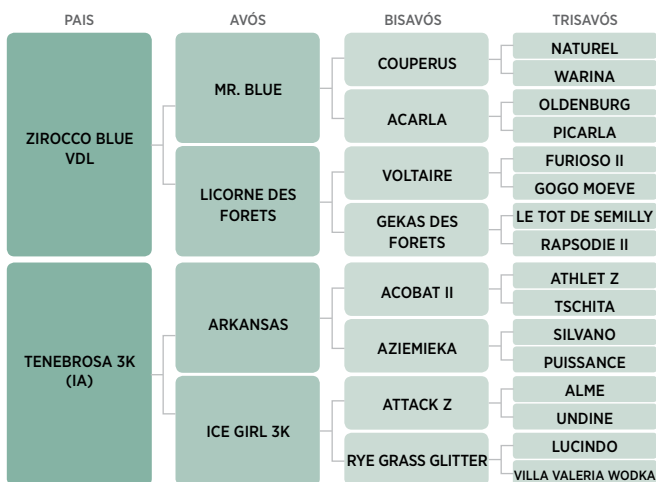 PAIS
AVÓS
BISAVÓS
TRISAVÓS
ZIROCCO BLUE
VDL
MR. BLUE
LICORNE DES
FORETS
COUPERUS
ACARLA
VOLTAIRE
GEKAS DES
FORETS
NATUREL
WARINA
OLDENBURG
PICARLA
FURIOSO II
GOGO MOEVE
LE TOT DE SEMILLY
RAPSODIE II
TENEBROSA 3K
(IA)
ARKANSAS
ICE GIRL 3K
ACOBAT II
AZIEMIEKA
ATTACK Z
RYE GRASS GLITTER
ATHLET Z
TSCHITA
SILVANO
PUISSANCE
ALME
UNDINE
LUCINDO
VILLA VALERIA WODKA